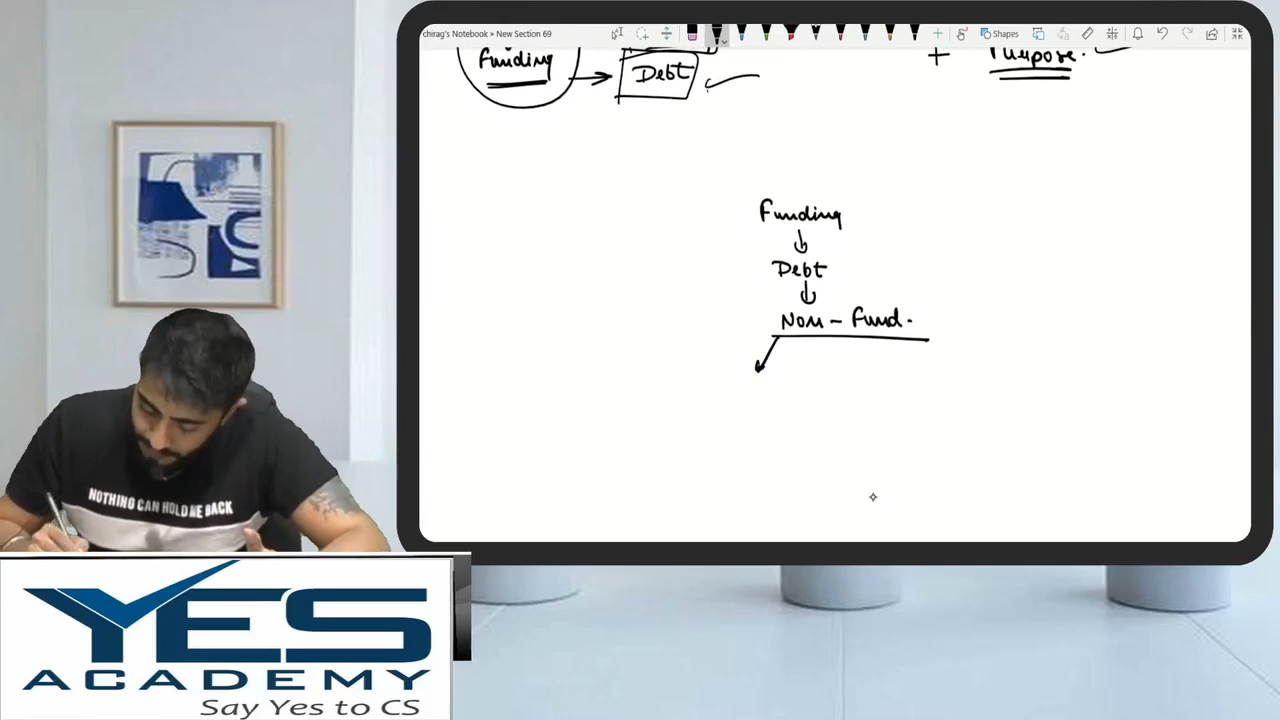 chirag's Notebook » New Section 69
Shapes
Funding
Debt
+ Purpose.
Funding
Debt
Non - Fund.
NOTHING CAN HOLD ME BACK
YES
ACADEMY
Say Yes to CS